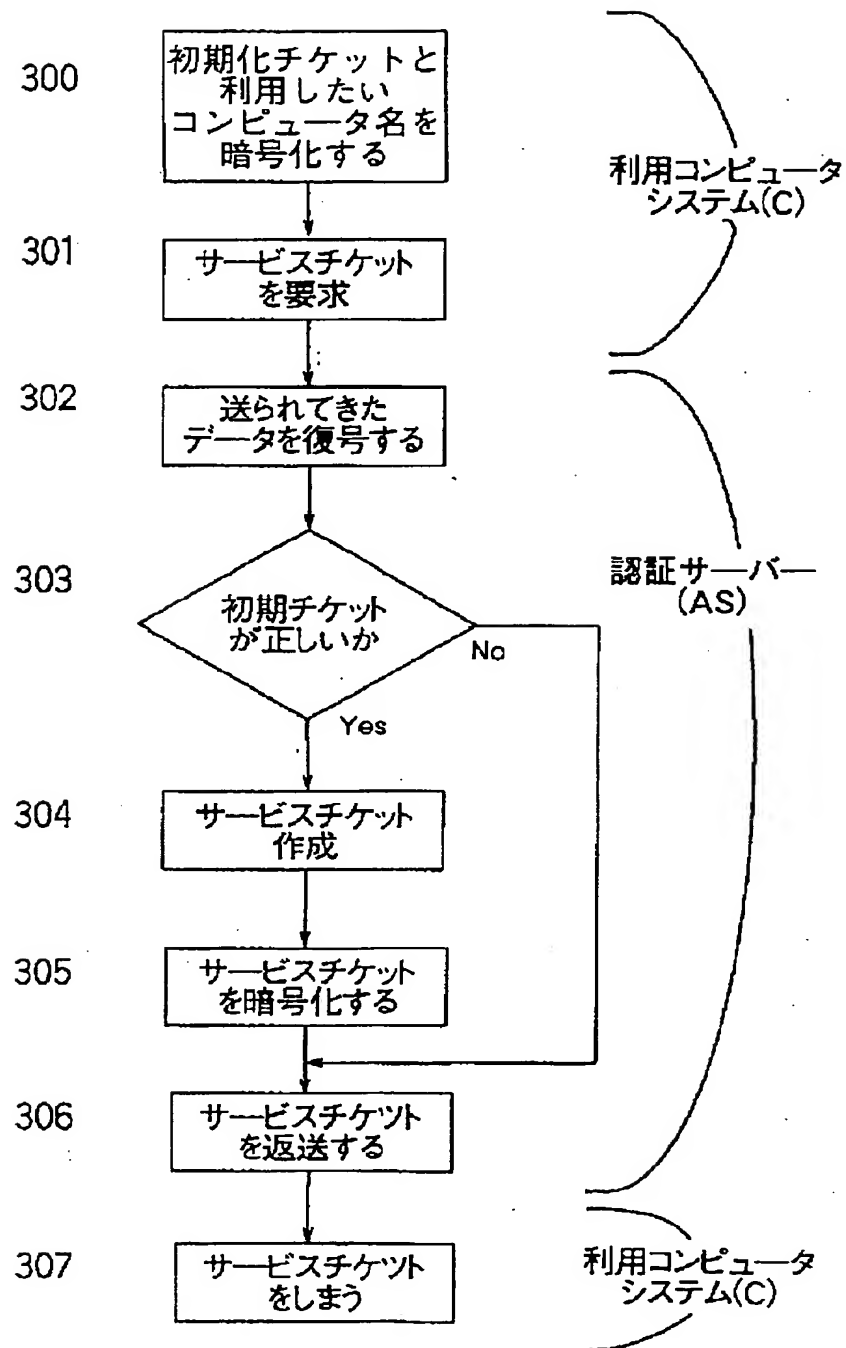 300
初期化チケットと
利用したい
コンピュータ名を
暗号化する
利用コンピュータ
システム(C)
301
サービスチケット
を要求
302
送られてきた
データを復号する
303
初期チケット
が正しいか
No
Yes
認証サーバー
(AS)
304
サービスチケット
作成
305
サービスチケット
を暗号化する
306
サービスチケツト
を返送する
307
サービスチケツト
をしまう
利用コンピュータ
システム(C)